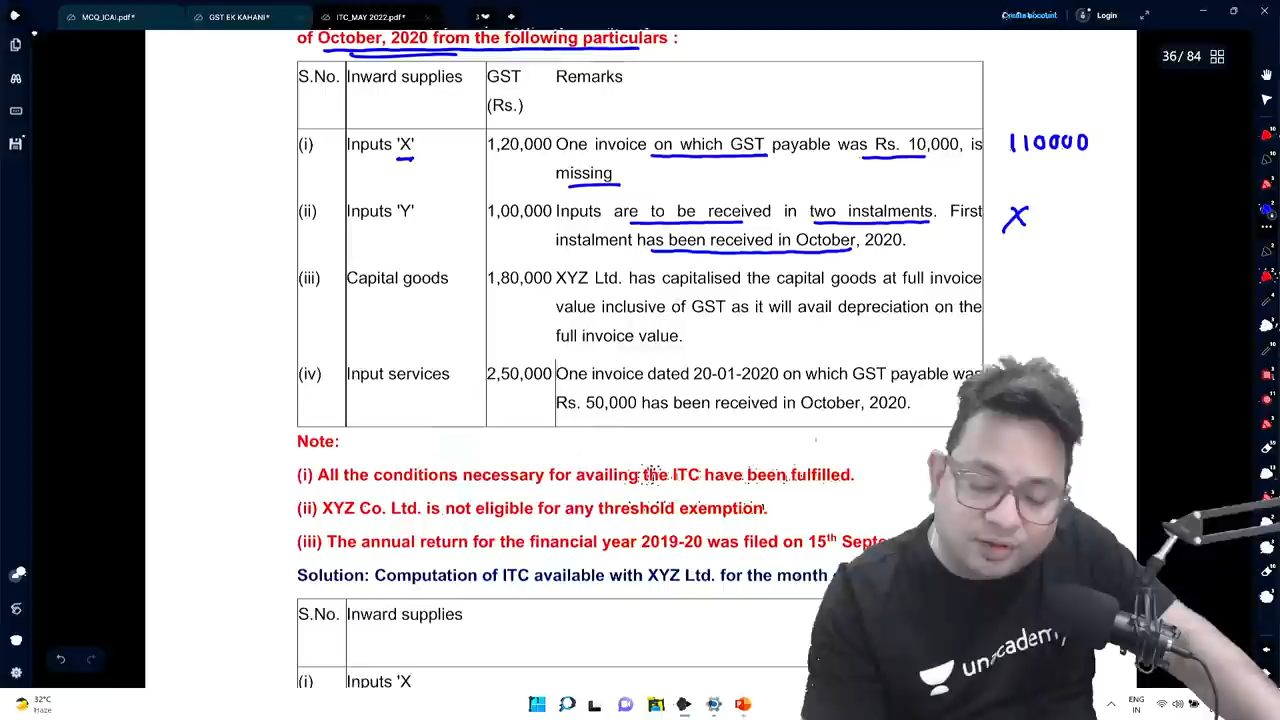 MCQ_ICAI.pdf* GST EK KAHANI* ITC_MAY 2022.pdf* Login
of October, 2020 from the following particulars : 36 / 84
S.No. Inward supplies GST Remarks
(Rs.)
(i) Inputs 'X' 1,20,000 One invoice on which GST payable was Rs. 10,000, is 110000
missing
(ii) Inputs 'Y' 1,00,000 Inputs are to be received in two instalments. First X
instalment has been received in October, 2020.
(iii) Capital goods 1,80,000 XYZ Ltd. has capitalised the capital goods at full invoice
value inclusive of GST as it will avail depreciation on the
full invoice value.
(iv) Input services 2,50,000 One invoice dated 20-01-2020 on which GST payable was
Rs. 50,000 has been received in October, 2020.
Note:
(i) All the conditions necessary for availing the ITC have been fulfilled.
(ii) XYZ Co. Ltd. is not eligible for any threshold exemption.
(iii) The annual return for the financial year 2019-20 was filed on 15th
Solution: Computation of ITC available with XYZ Ltd. for the month
S.No. Inward supplies
(i) Inputs 'X
unacademy
32°C
Haze
ENG
IN